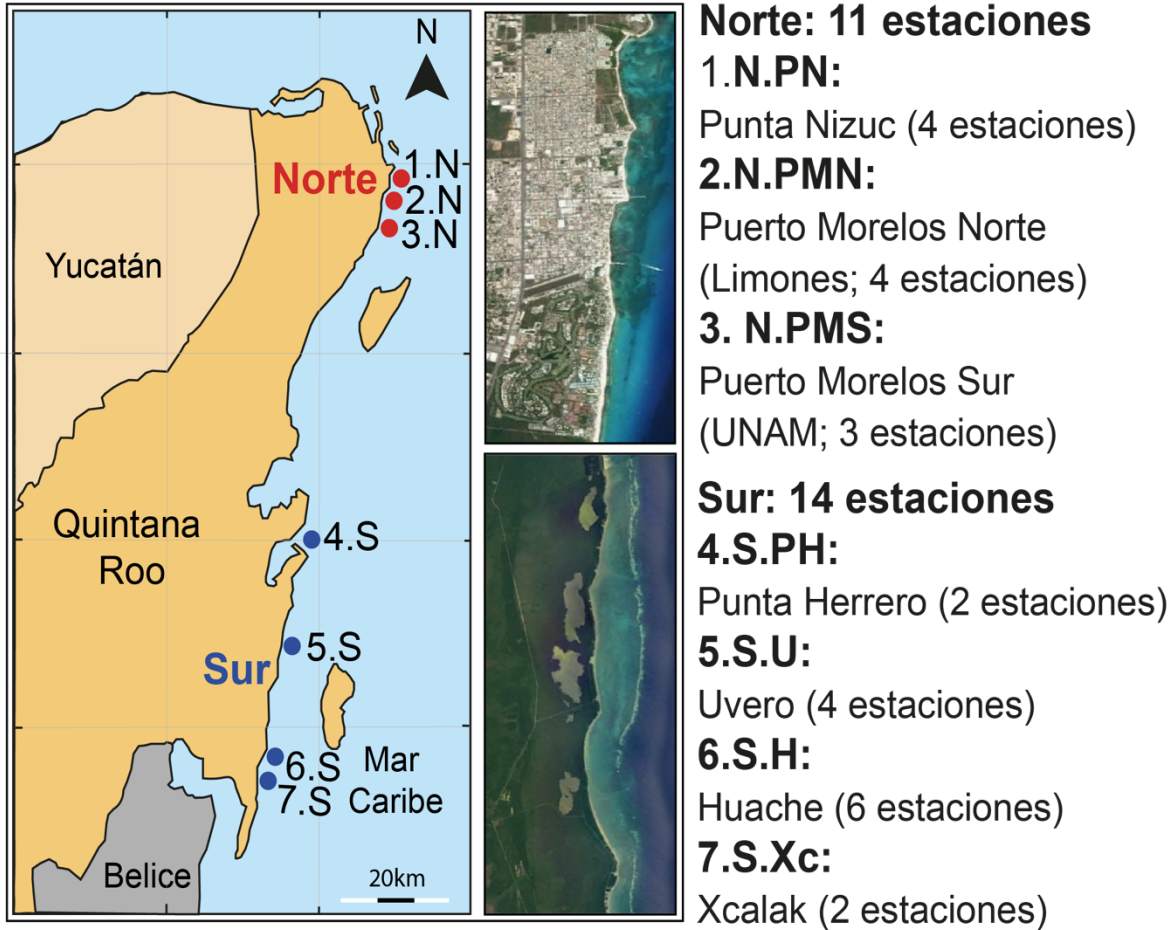 N
1.N
Norte
2.N
3.N
Yucatán
Quintana
Roo
4.S
5.S
Sur
6.S
7.S
Mar
Caribe
Belice
20km
Norte: 11 estaciones
1.N.PN:
Punta Nizuc (4 estaciones)
2.N.PMN:
Puerto Morelos Norte
(Limones; 4 estaciones)
3. N.PMS:
Puerto Morelos Sur
(UNAM; 3 estaciones)
Sur: 14 estaciones
4.S.PH:
Punta Herrero (2 estaciones)
5.S.U:
Uvero (4 estaciones)
6.S.H:
Huache (6 estaciones)
7.S.Xc:
Xcalak (2 estaciones)